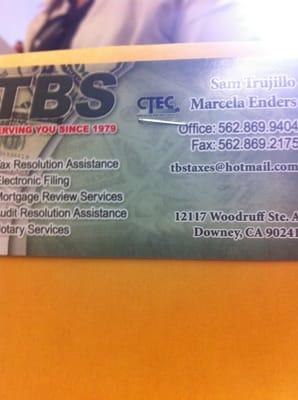 TBS
SERVING YOU SINCE 1979
Tax Resolution Assistance
Electronic Filing
Mortgage Review Services
Audit Resolution Assistance
Notary Services
CTEC
Sam Trujillo
Marcela Enders
Office: 562.869.9404
Fax: 562.869.2175
tbstaxes@hotmail.com
12117 Woodruff Ste. A
Downey, CA 90241